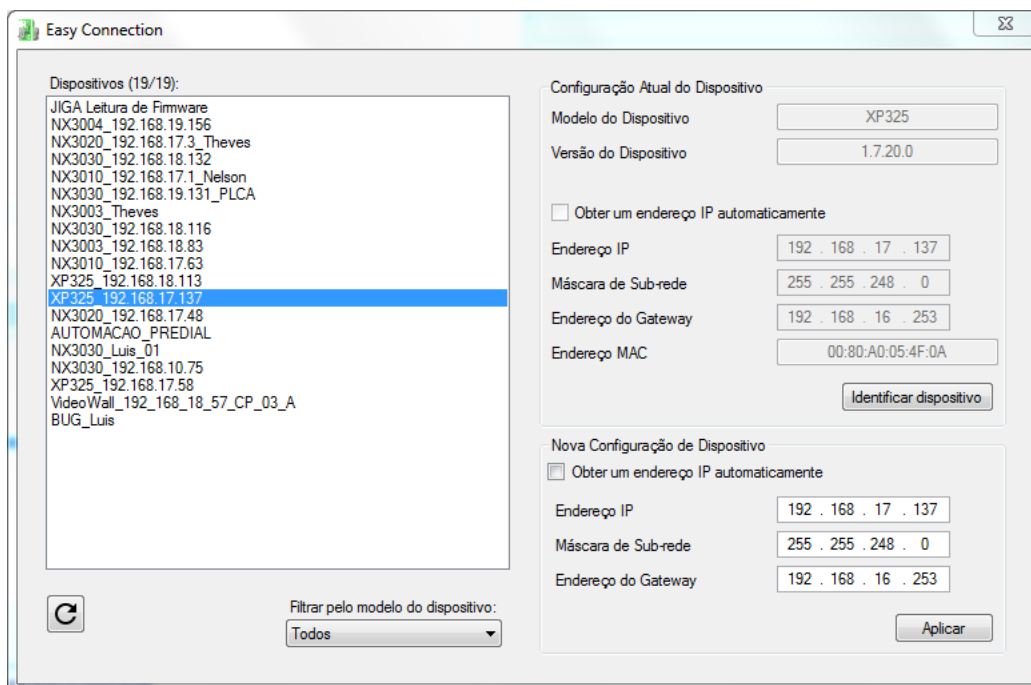 Easy Connection
Dispositivos (19/19):
JIGA Leitura de Firmware
NX3004_192.168.19.156
NX3020_192.168.17.3_Theves
NX3030_192.168.18.132
NX3010_192.168.17.1_Nelson
NX3030_192.168.19.131_PLCA
NX3003_Theves
NX3030_192.168.18.116
NX3003_192.168.18.83
NX3010_192.168.17.63
XP325_192.168.18.113
XP325_192.168.17.137
NX3020_192.168.17.48
AUTOMACAO_PREDIAL
NX3030_Luis_01
NX3030_192.168.10.75
XP325_192.168.17.58
VideoWall_192_168_18_57_CP_03_A
BUG_Luis
Filtrar pelo modelo do dispositivo:
Todos
Configuração Atual do Dispositivo
Modelo do Dispositivo XP325
Versão do Dispositivo 1.7.20.0
Obter um endereço IP automaticamente
Endereço IP 192 . 168 . 17 . 137
Máscara de Sub-rede 255 . 255 . 248 . 0
Endereço do Gateway 192 . 168 . 16 . 253
Endereço MAC 00:80:A0:05:4F:0A
Identificar dispositivo
Nova Configuração de Dispositivo
Obter um endereço IP automaticamente
Endereço IP 192 . 168 . 17 . 137
Máscara de Sub-rede 255 . 255 . 248 . 0
Endereço do Gateway 192 . 168 . 16 . 253
Aplicar